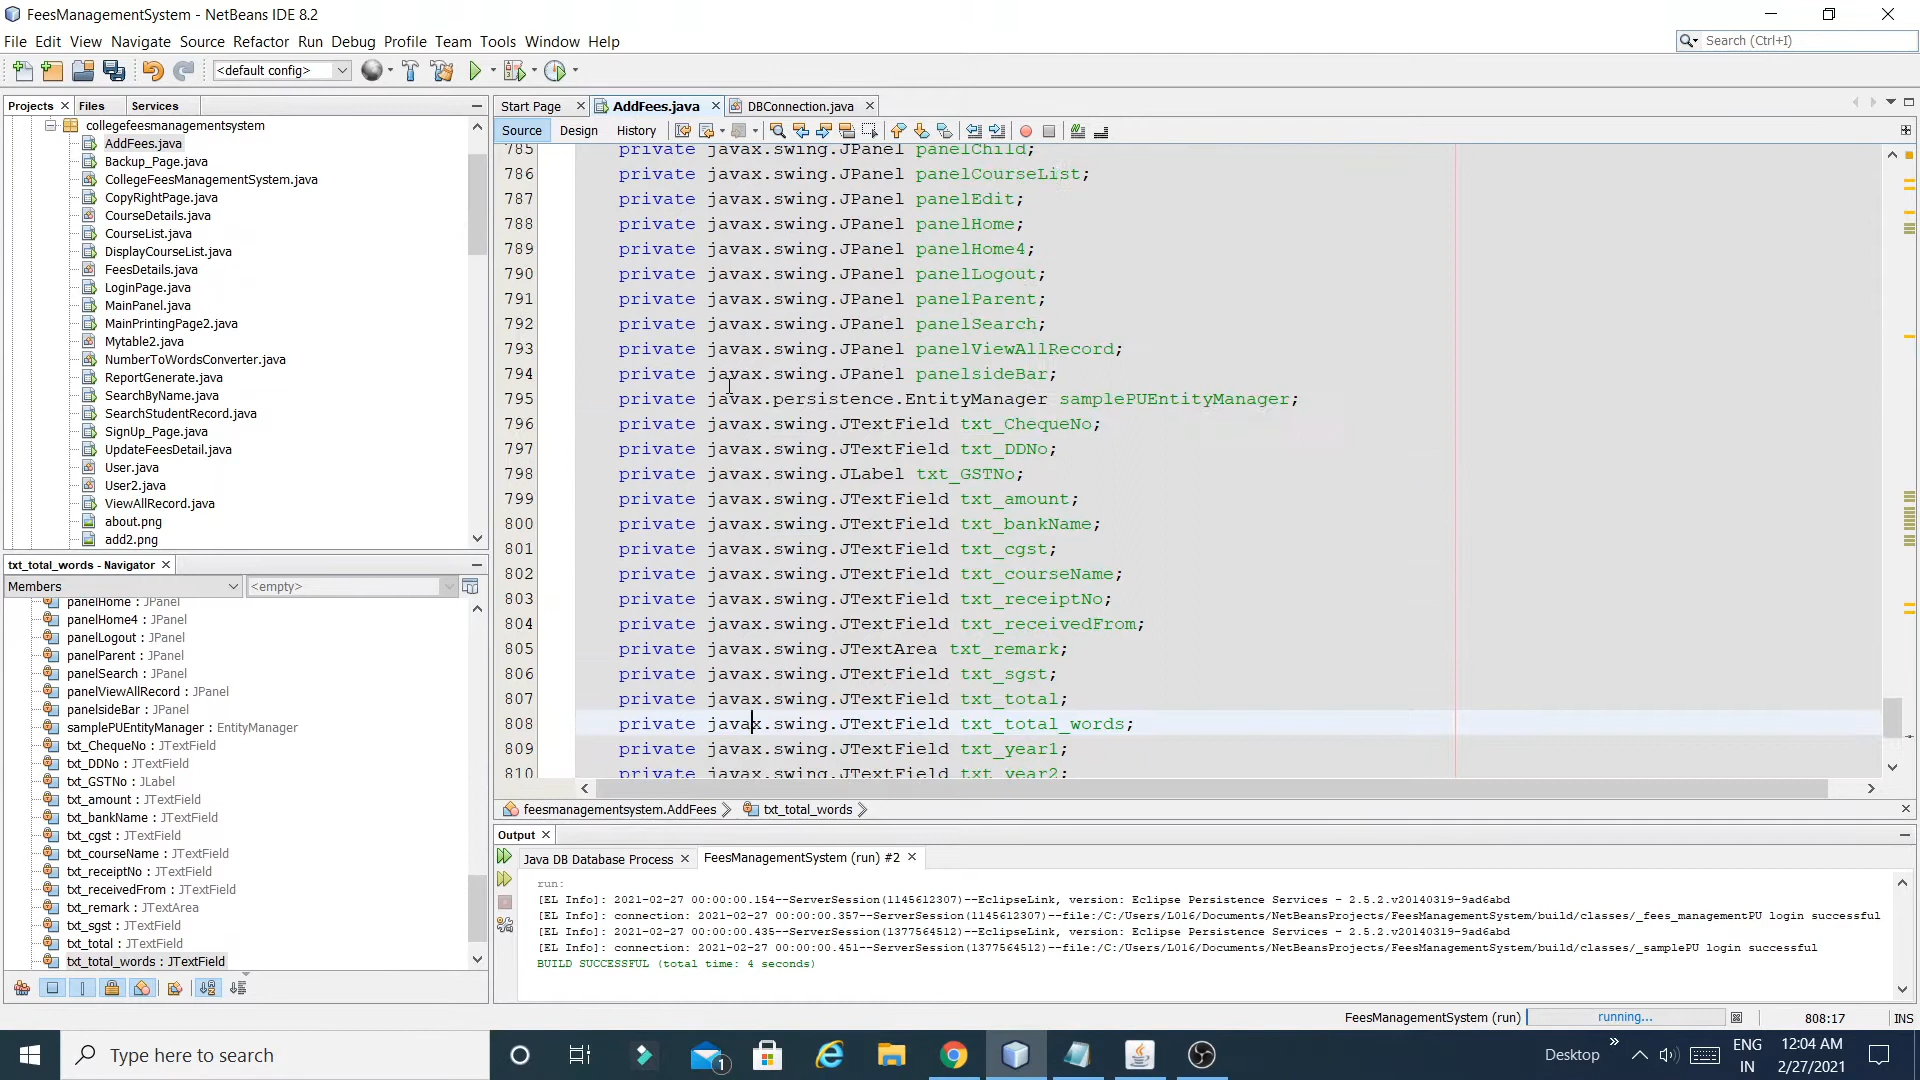 FeesManagementSystem - NetBeans IDE 8.2
File Edit View Navigate Source Refactor Run Debug Profile Team Tools Window Help
Search (Ctrl+I)
<default config>
Projects Files Services
collegefeesmanagementsystem
AddFees.java
Backup_Page.java
CollegeFeesManagementSystem.java
CopyRightPage.java
CourseDetails.java
CourseList.java
DisplayCourseList.java
FeesDetails.java
LoginPage.java
MainPanel.java
MainPrintingPage2.java
Mytable2.java
NumberToWordsConverter.java
ReportGenerate.java
SearchByName.java
SearchStudentRecord.java
SignUp_Page.java
UpdateFeesDetail.java
User.java
User2.java
ViewAllRecord.java
about.png
add2.png
txt_total_words - Navigator
Members <empty>
panelHome : JPanel
panelHome4 : JPanel
panelLogout : JPanel
panelParent : JPanel
panelSearch : JPanel
panelViewAllRecord : JPanel
panelsideBar : JPanel
samplePUEntityManager : EntityManager
txt_ChequeNo : JTextField
txt_DDNo : JTextField
txt_GSTNo : JLabel
txt_amount : JTextField
txt_bankName : JTextField
txt_cgst : JTextField
txt_courseName : JTextField
txt_receiptNo : JTextField
txt_receivedFrom : JTextField
txt_remark : JTextArea
txt_sgst : JTextField
txt_total : JTextField
txt_total_words : JTextField
Start Page AddFees.java DBConnection.java
Source Design History
785 private javax.swing.JPanel panelChild;
786 private javax.swing.JPanel panelCourseList;
787 private javax.swing.JPanel panelEdit;
788 private javax.swing.JPanel panelHome;
789 private javax.swing.JPanel panelHome4;
790 private javax.swing.JPanel panelLogout;
791 private javax.swing.JPanel panelParent;
792 private javax.swing.JPanel panelSearch;
793 private javax.swing.JPanel panelViewAllRecord;
794 private javax.swing.JPanel panelsideBar;
795 private javax.persistence.EntityManager samplePUEntityManager;
796 private javax.swing.JTextField txt_ChequeNo;
797 private javax.swing.JTextField txt_DDNo;
798 private javax.swing.JLabel txt_GSTNo;
799 private javax.swing.JTextField txt_amount;
800 private javax.swing.JTextField txt_bankName;
801 private javax.swing.JTextField txt_cgst;
802 private javax.swing.JTextField txt_courseName;
803 private javax.swing.JTextField txt_receiptNo;
804 private javax.swing.JTextField txt_receivedFrom;
805 private javax.swing.JTextArea txt_remark;
806 private javax.swing.JTextField txt_sgst;
807 private javax.swing.JTextField txt_total;
808 private javax.swing.JTextField txt_total_words;
809 private javax.swing.JTextField txt_year1;
810 private javax.swing.JTextField txt_year2;
feesmanagementsystem.AddFees txt_total_words
Output
Java DB Database Process FeesManagementSystem (run) #2
run:
[EL Info]: 2021-02-27 00:00:00.154--ServerSession(1145612307)--EclipseLink, version: Eclipse Persistence Services - 2.5.2.v20140319-9ad6abd
[EL Info]: connection: 2021-02-27 00:00:00.357--ServerSession(1145612307)--file:/C:/Users/L016/Documents/NetBeansProjects/FeesManagementSystem/build/classes/_fees_managementPU login successful
[EL Info]: 2021-02-27 00:00:00.435--ServerSession(1377564512)--EclipseLink, version: Eclipse Persistence Services - 2.5.2.v20140319-9ad6abd
[EL Info]: connection: 2021-02-27 00:00:00.451--ServerSession(1377564512)--file:/C:/Users/L016/Documents/NetBeansProjects/FeesManagementSystem/build/classes/_samplePU login successful
BUILD SUCCESSFUL (total time: 4 seconds)
FeesManagementSystem (run) running... 808:17 INS
Type here to search
1
Desktop
ENG
IN
12:04 AM
2/27/2021